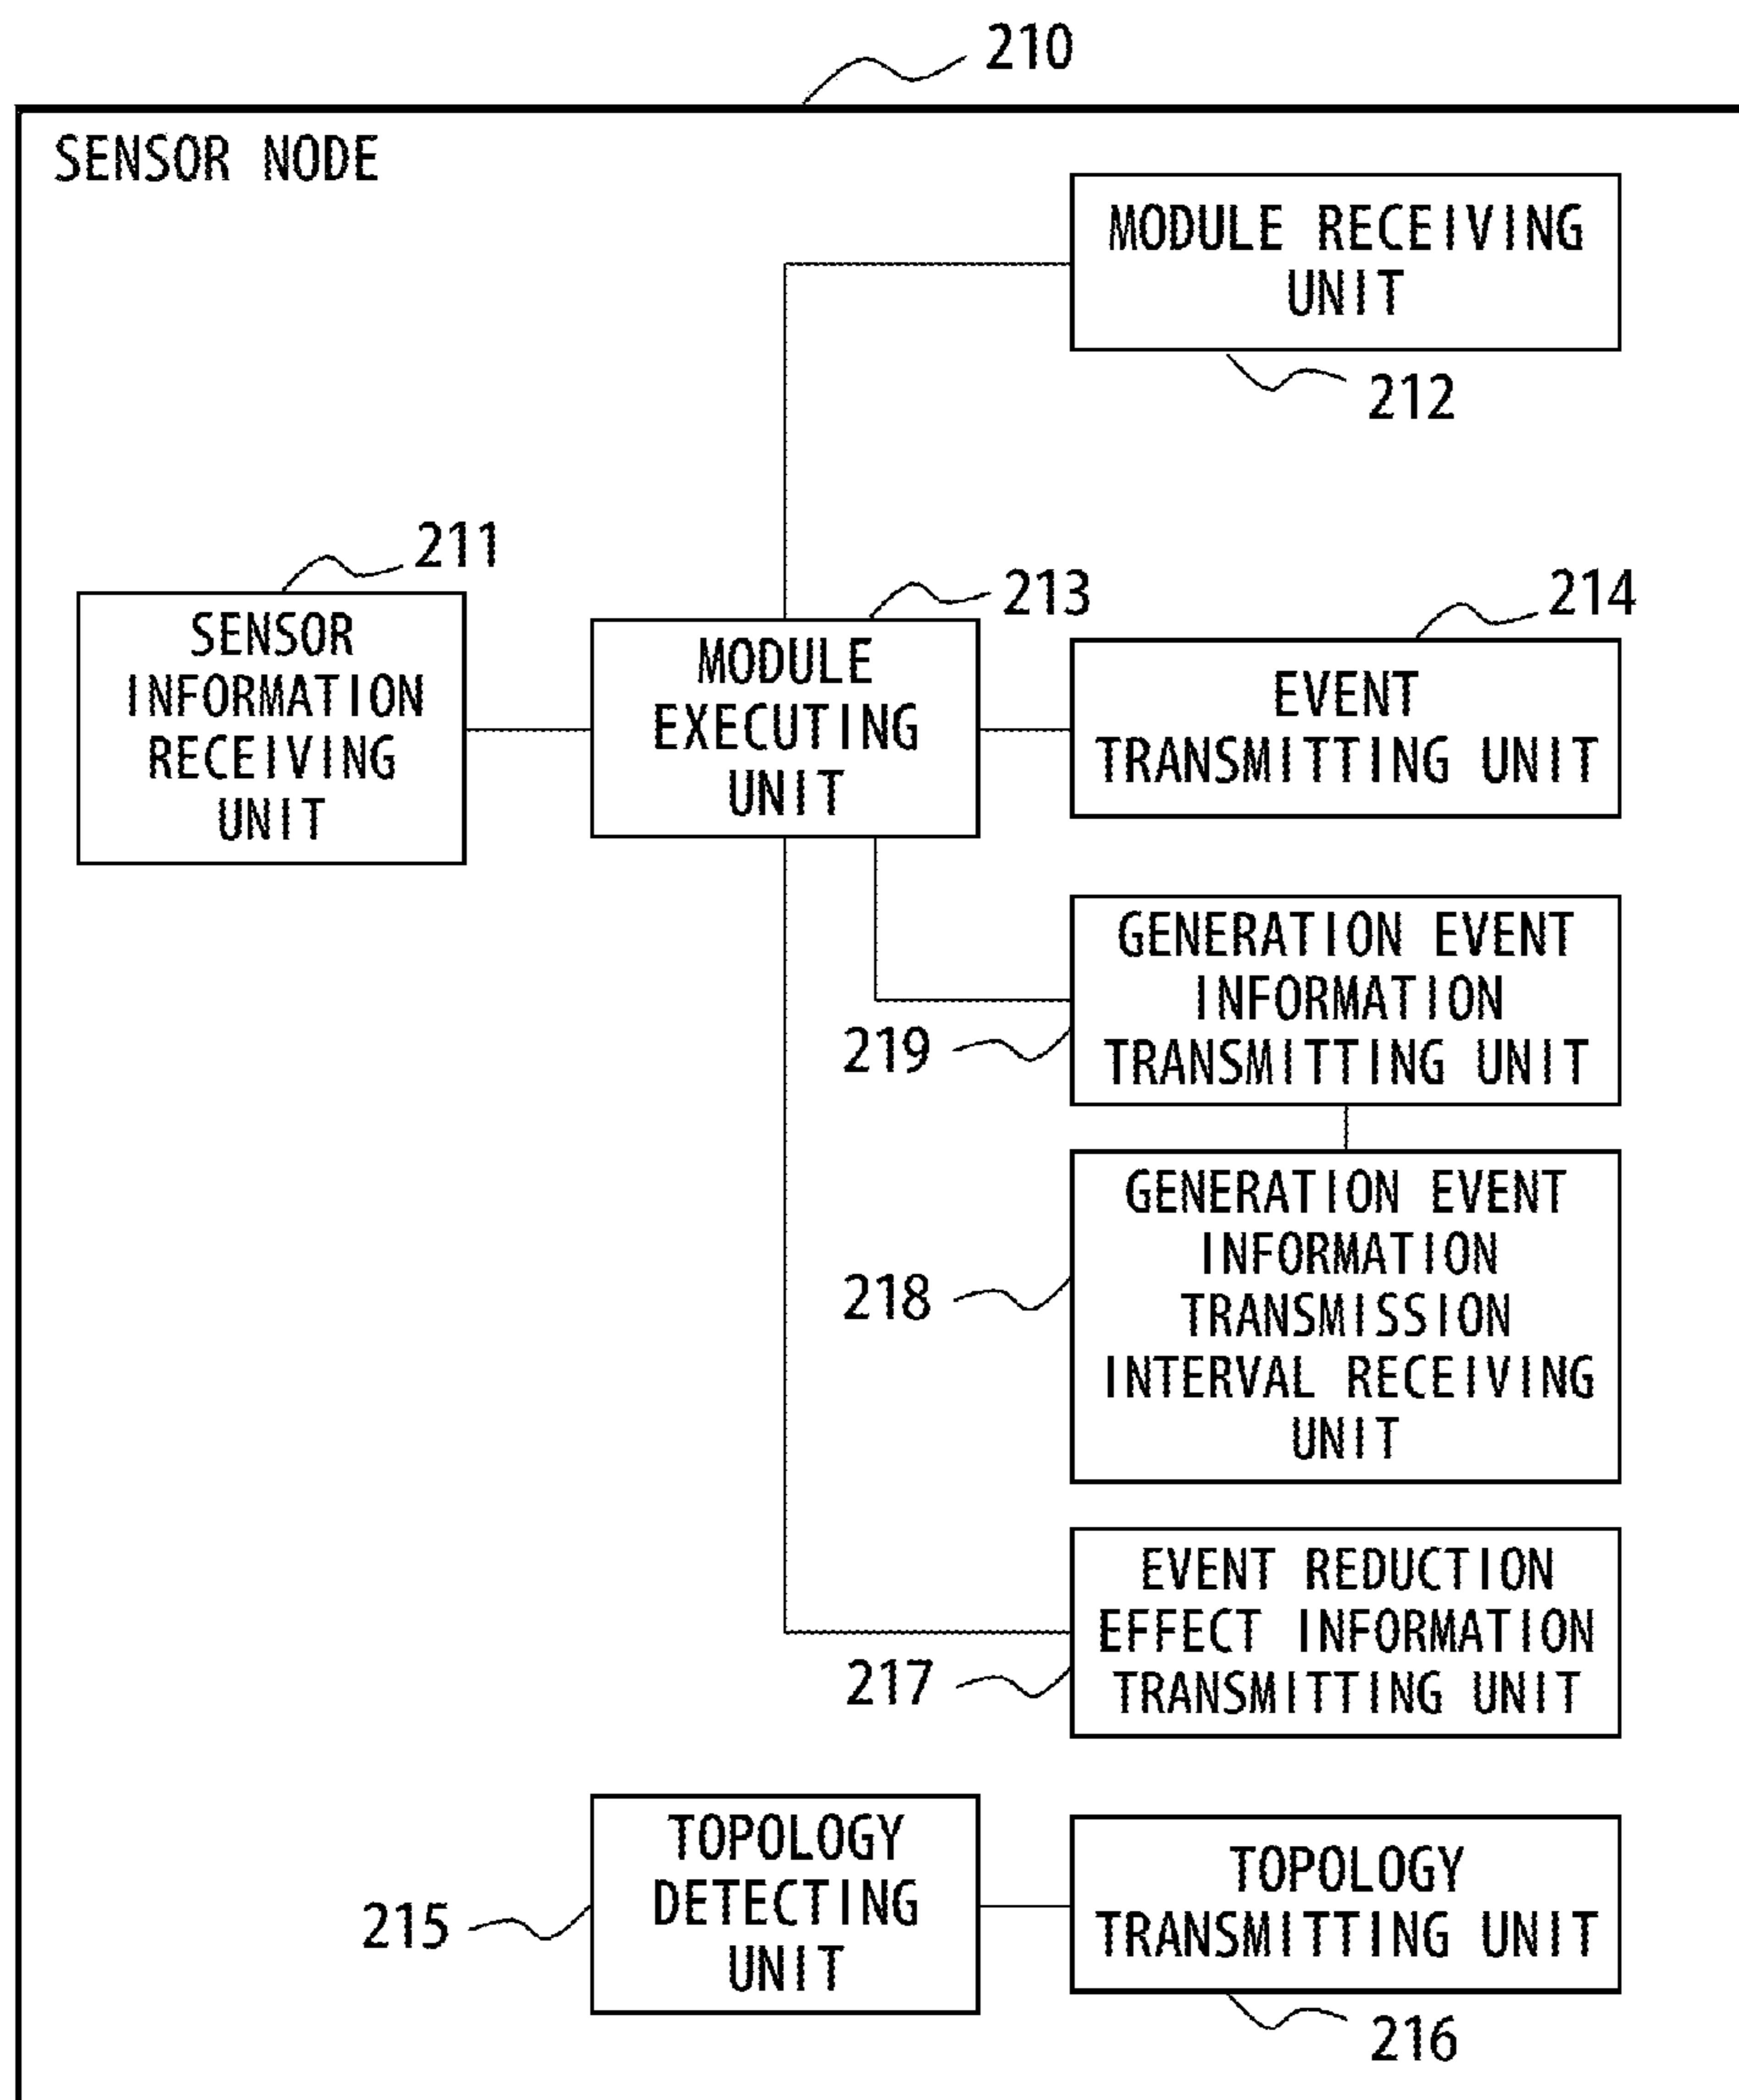 210
SENSOR NODE
MODULE RECEIVING
UNIT
212
211
SENSOR
INFORMATION
RECEIVING
UNIT
213
MODULE
EXECUTING
UNIT
214
EVENT
TRANSMITTING UNIT
GENERATION EVENT
INFORMATION
TRANSMITTING UNIT
219
GENERATION EVENT
INFORMATION
TRANSMISSION
INTERVAL RECEIVING
UNIT
218
EVENT REDUCTION
EFFECT INFORMATION
TRANSMITTING UNIT
217
TOPOLOGY
DETECTING
UNIT
215
TOPOLOGY
TRANSMITTING UNIT
216